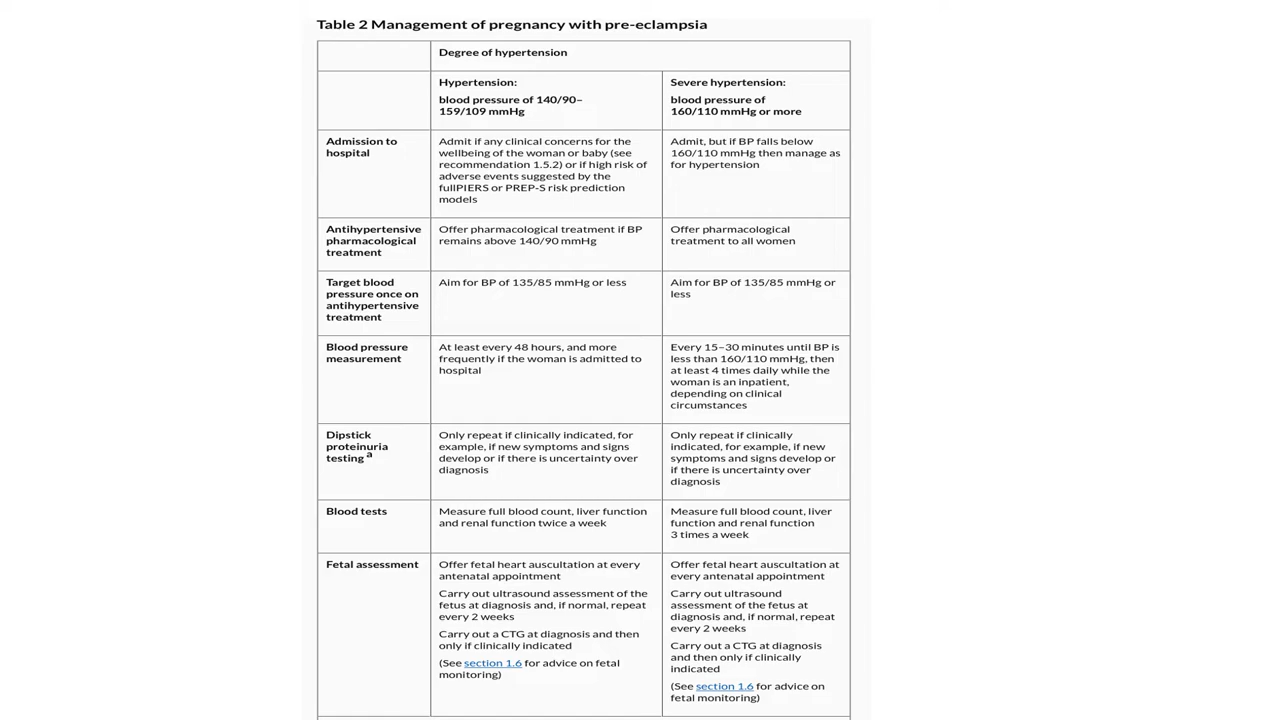 Table 2 Management of pregnancy with pre-eclampsia
Degree of hypertension
Hypertension:
blood pressure of 140/90–
159/109 mmHg
Severe hypertension:
blood pressure of
160/110 mmHg or more
Admission to
hospital
Admit if any clinical concerns for the
wellbeing of the woman or baby (see
recommendation 1.5.2) or if high risk of
adverse events suggested by the
fullPIERS or PREP-S risk prediction
models
Admit, but if BP falls below
160/110 mmHg then manage as
for hypertension
Antihypertensive
pharmacological
treatment
Offer pharmacological treatment if BP
remains above 140/90 mmHg
Offer pharmacological
treatment to all women
Target blood
pressure once on
antihypertensive
treatment
Aim for BP of 135/85 mmHg or less
Aim for BP of 135/85 mmHg or
less
Blood pressure
measurement
At least every 48 hours, and more
frequently if the woman is admitted to
hospital
Every 15–30 minutes until BP is
less than 160/110 mmHg, then
at least 4 times daily while the
woman is an inpatient,
depending on clinical
circumstances
Dipstick
proteinuria
testing a
Only repeat if clinically indicated, for
example, if new symptoms and signs
develop or if there is uncertainty over
diagnosis
Only repeat if clinically
indicated, for example, if new
symptoms and signs develop or
if there is uncertainty over
diagnosis
Blood tests
Measure full blood count, liver function
and renal function twice a week
Measure full blood count, liver
function and renal function
3 times a week
Fetal assessment
Offer fetal heart auscultation at every
antenatal appointment
Carry out ultrasound assessment of the
fetus at diagnosis and, if normal, repeat
every 2 weeks
Carry out a CTG at diagnosis and then
only if clinically indicated
(See section 1.6 for advice on fetal
monitoring)
Offer fetal heart auscultation at
every antenatal appointment
Carry out ultrasound
assessment of the fetus at
diagnosis and, if normal, repeat
every 2 weeks
Carry out a CTG at diagnosis
and then only if clinically
indicated
(See section 1.6 for advice on
fetal monitoring)